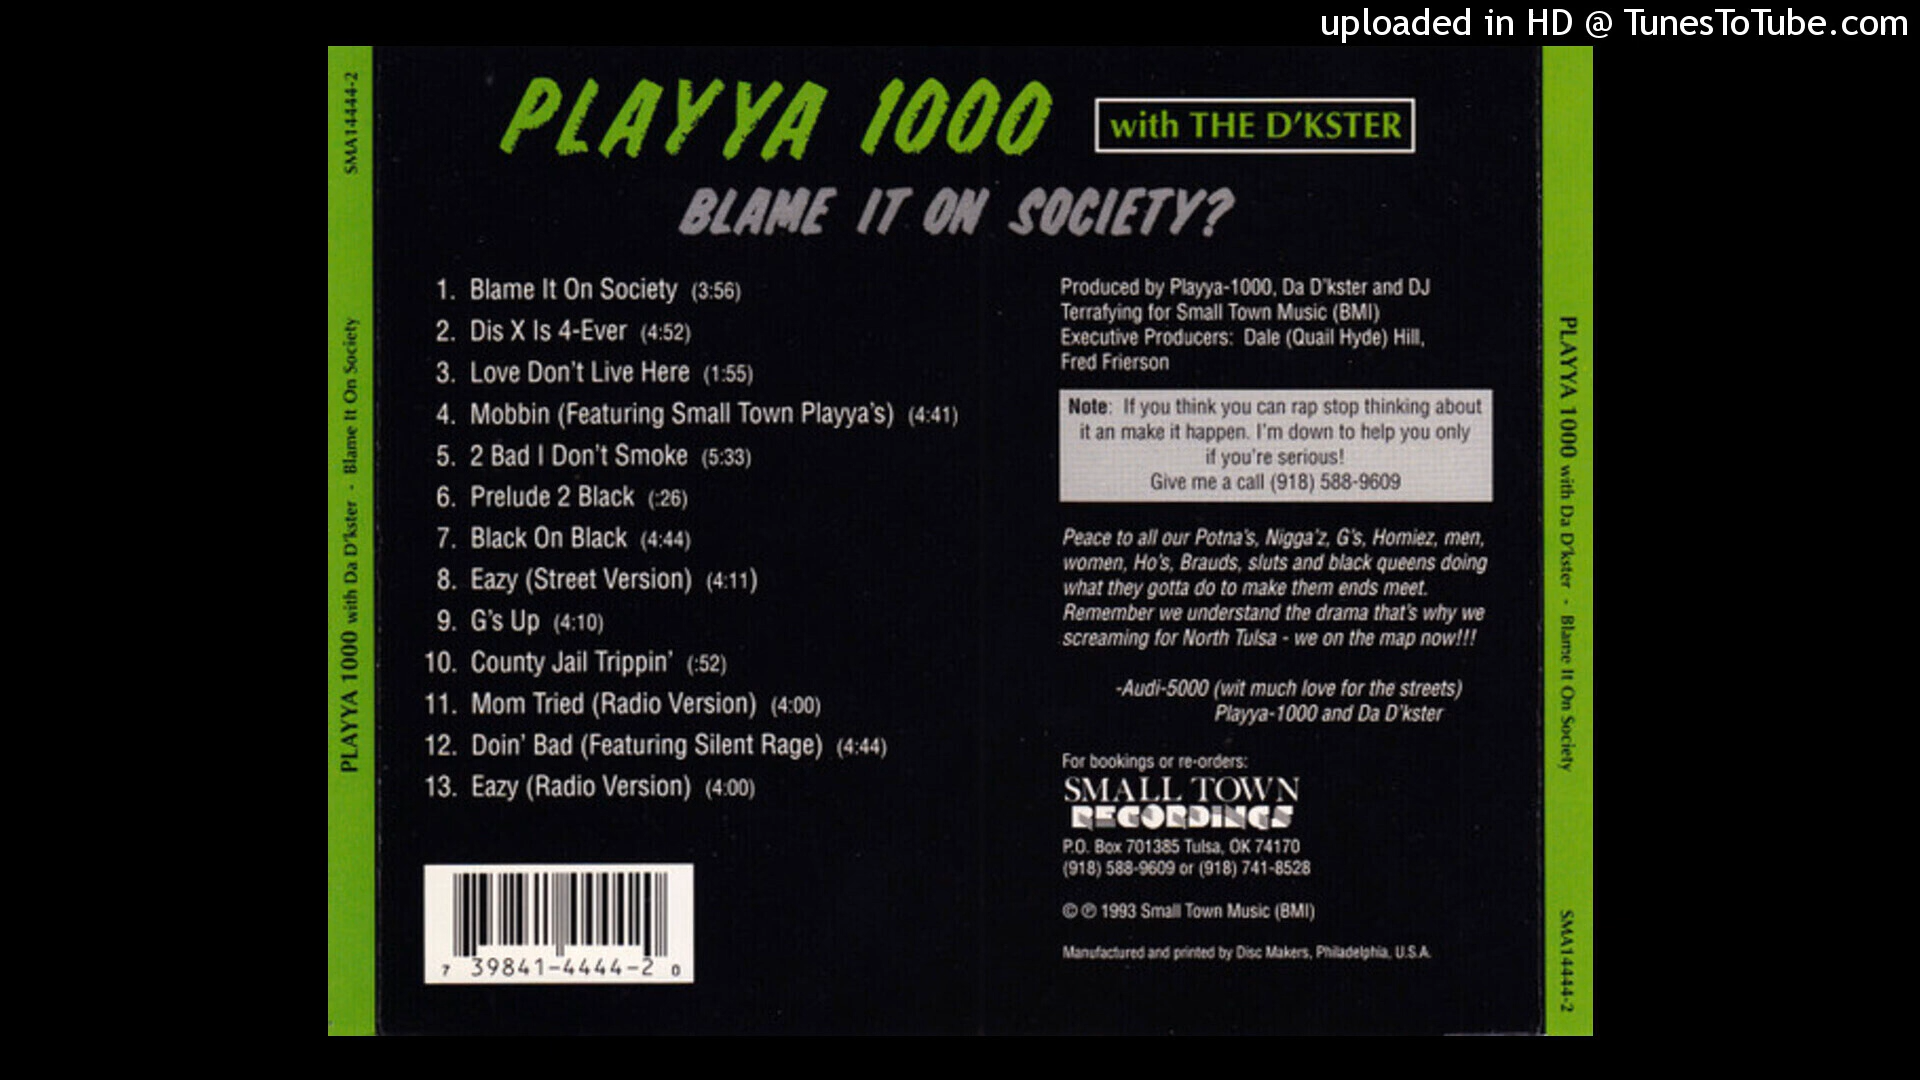 uploaded in HD @ TunesToTube.com
PLAYYA 1000
with THE D'KSTER
BLAME IT ON SOCIETY?
1. Blame It On Society (3:56)
2. Dis X Is 4-Ever (4:52)
3. Love Don't Live Here (1:55)
4. Mobbin (Featuring Small Town Playya's) (4:41)
5. 2 Bad I Don't Smoke (5:33)
6. Prelude 2 Black (:26)
7. Black On Black (4:44)
8. Eazy (Street Version) (4:11)
9. G's Up (4:10)
10. County Jail Trippin' (:52)
11. Mom Tried (Radio Version) (4:00)
12. Doin' Bad (Featuring Silent Rage) (4:44)
13. Eazy (Radio Version) (4:00)
7 39841-4444-2 0
Produced by Playya-1000, Da D'kster and DJ
Terrafying for Small Town Music (BMI)
Executive Producers: Dale (Quail Hyde) Hill,
Fred Frierson
Note: If you think you can rap stop thinking about
it an make it happen. I'm down to help you only
if you're serious!
Give me a call (918) 588-9609
Peace to all our Potna's, Nigga'z, G's, Homiez, men,
women, Ho's, Brauds, sluts and black queens doing
what they gotta do to make them ends meet.
Remember we understand the drama that's why we
screaming for North Tulsa - we on the map now!!!
-Audi-5000 (wit much love for the streets)
Playya-1000 and Da D'kster
For bookings or re-orders:
SMALL TOWN
RECORDINGS
P.O. Box 701385 Tulsa, OK 74170
(918) 588-9609 or (918) 741-8528
© ℗ 1993 Small Town Music (BMI)
Manufactured and printed by Disc Makers, Philadelphia, U.S.A.
PLAYYA 1000 with Da D'kster · Blame It On Society SMA14444-2
PLAYYA 1000 with Da D'kster · Blame It On Society SMA14444-2